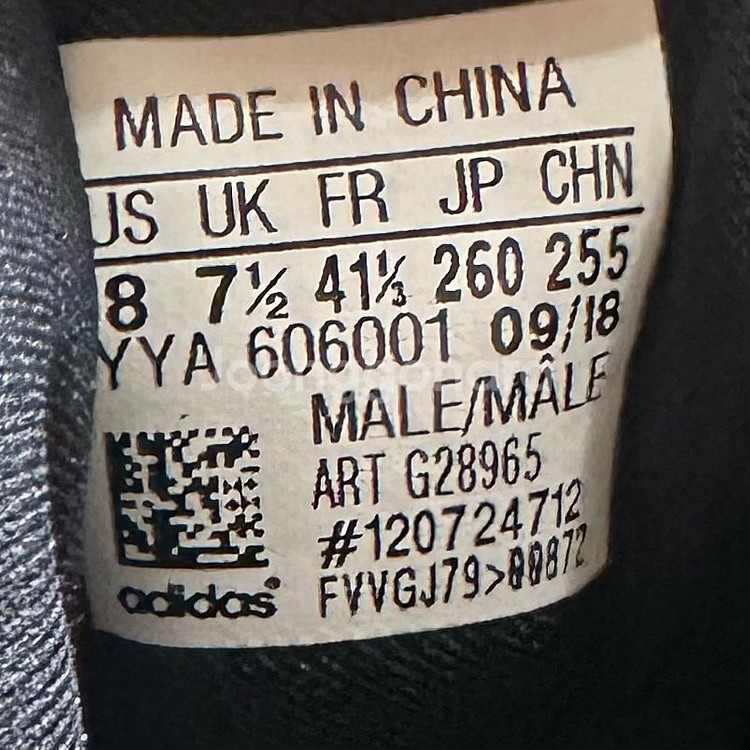 MADE IN CHINA
US UK FR JP CHN
8 7½ 41⅓ 260 255
YYA 606001 09/18
MALE/MÂLE
ART G28965
#120724712
FVVGJ79>00872
adidas®